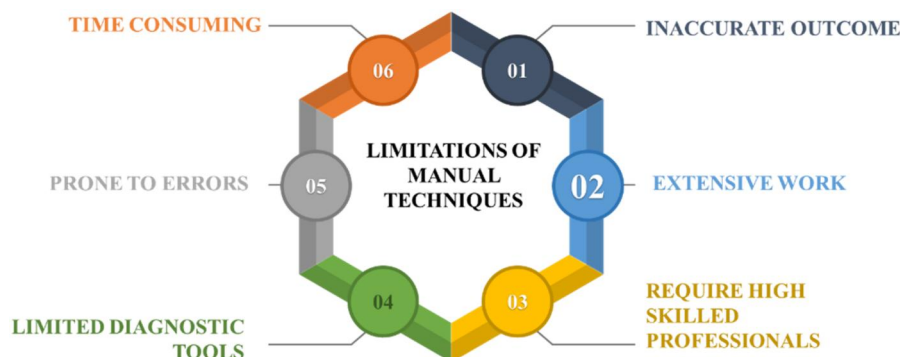 TIME CONSUMING
06
01
INACCURATE OUTCOME
LIMITATIONS OF
MANUAL
TECHNIQUES
PRONE TO ERRORS
05
02
EXTENSIVE WORK
LIMITED DIAGNOSTIC
TOOLS
04
03
REQUIRE HIGH
SKILLED
PROFESSIONALS